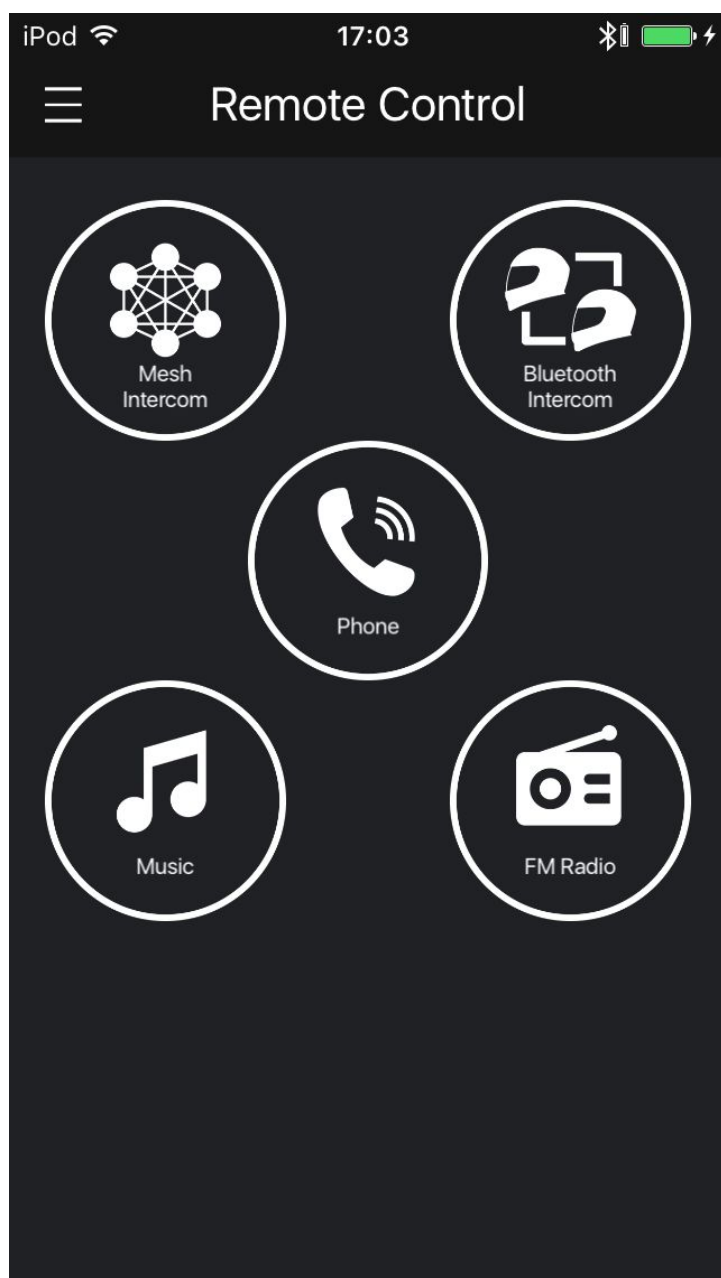 iPod 17:03
Remote Control
Mesh
Intercom
Bluetooth
Intercom
Phone
Music
FM Radio